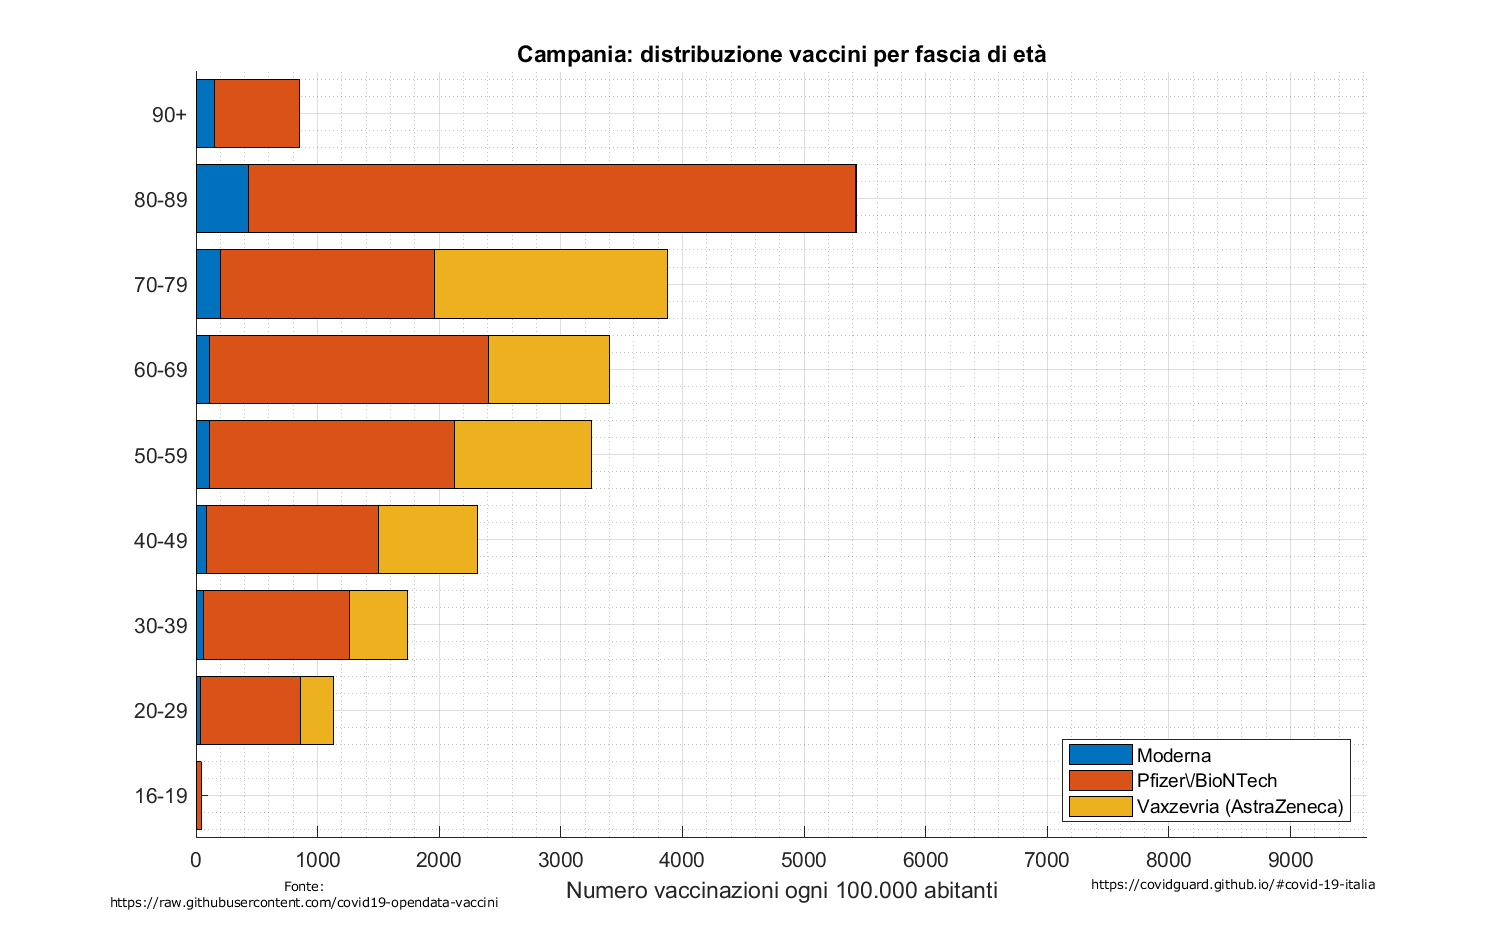 Campania: distribuzione vaccini per fascia di età
90+
80-89
70-79
60-69
50-59
40-49
30-39
20-29
16-19
Moderna
Pfizer\/BioNTech
Vaxzevria (AstraZeneca)
0 1000 2000 3000 4000 5000 6000 7000 8000 9000
Numero vaccinazioni ogni 100.000 abitanti
Fonte:
https://raw.githubusercontent.com/covid19-opendata-vaccini
https://covidguard.github.io/#covid-19-italia